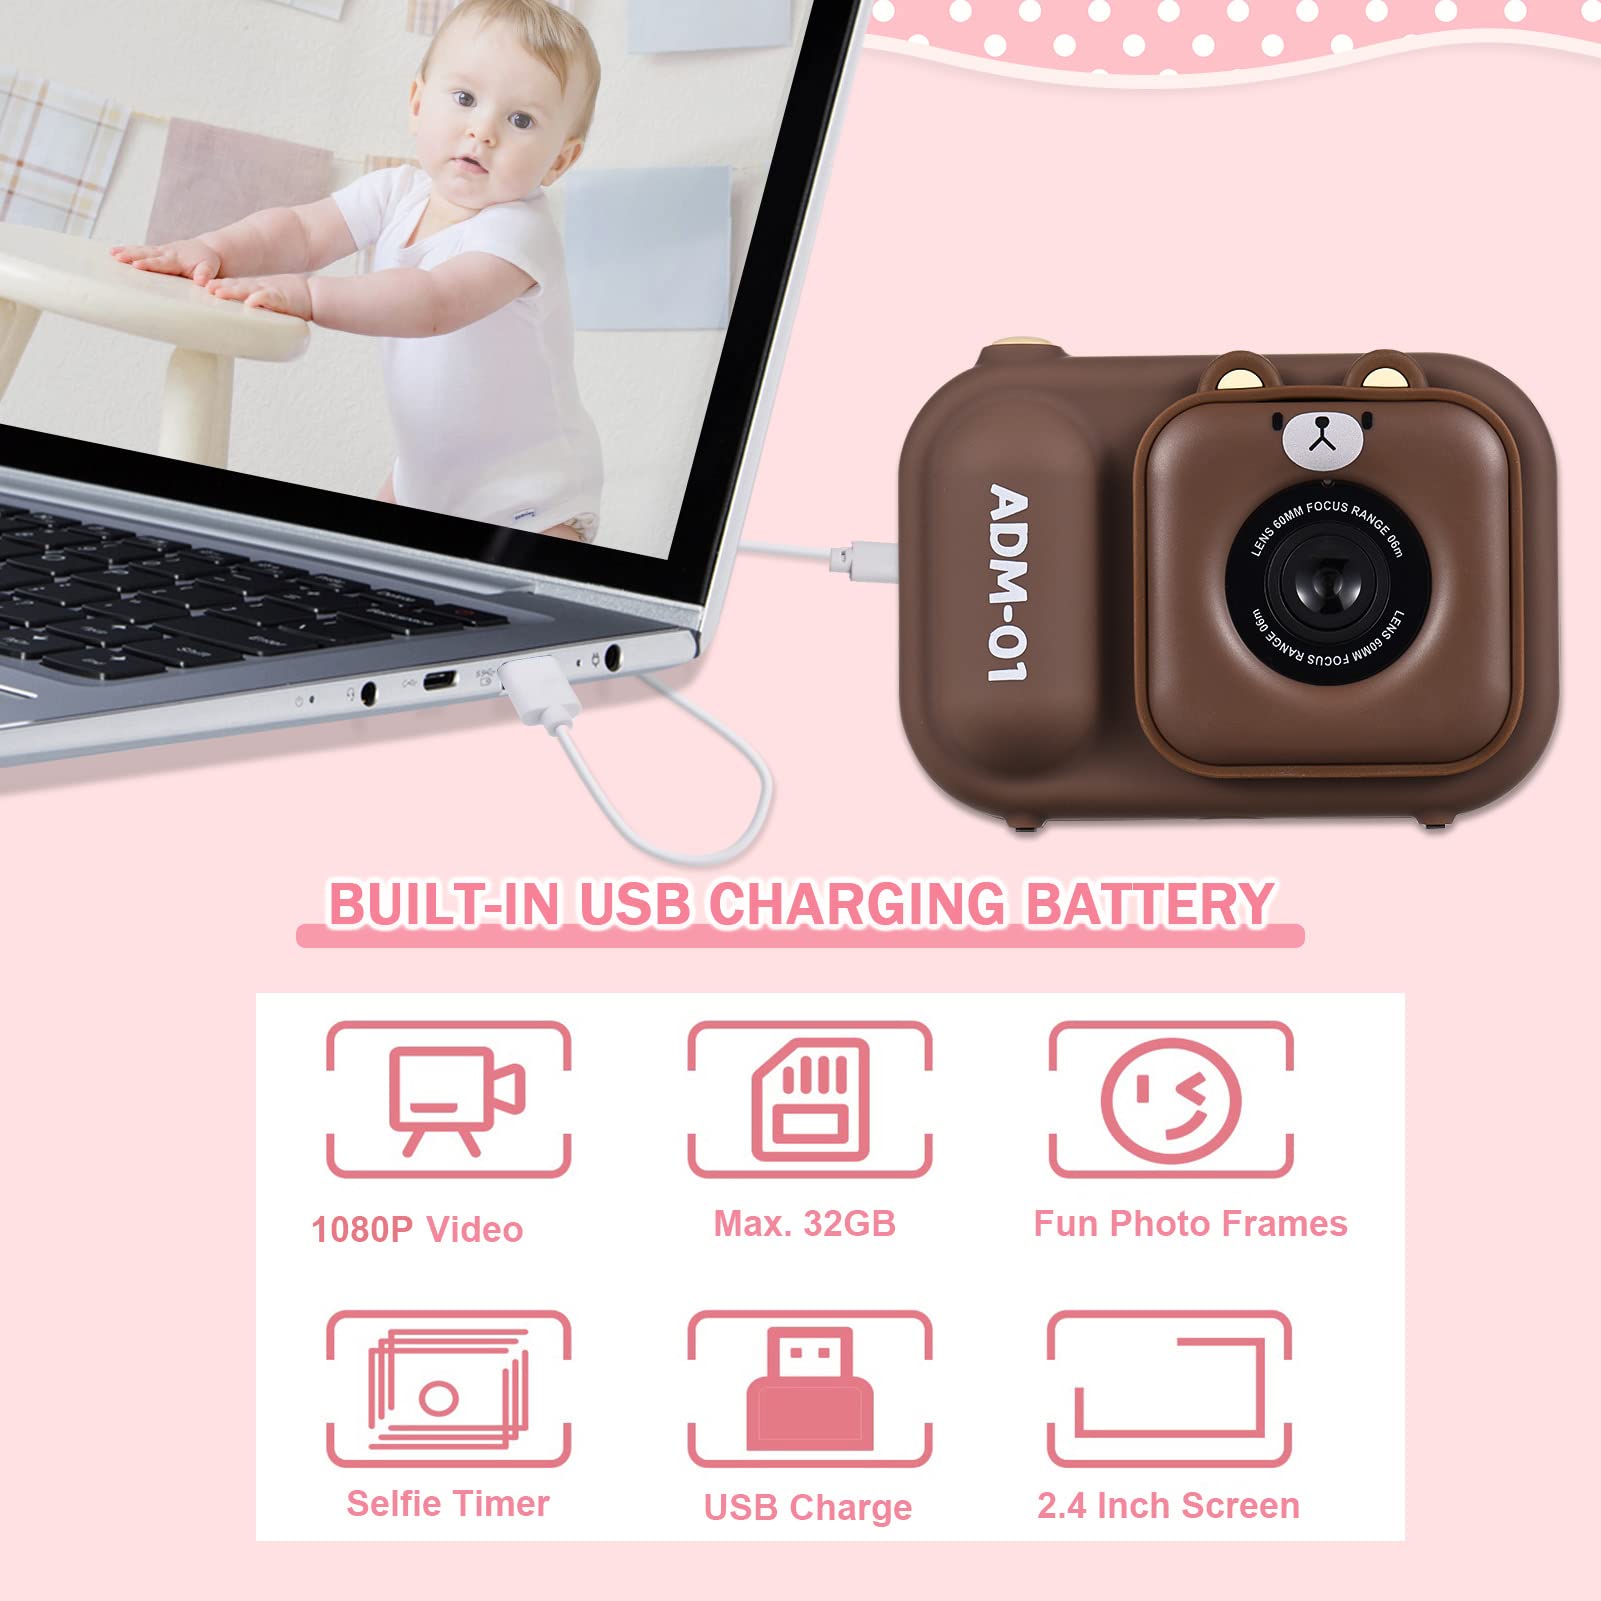 ADM-01
LENS 60MM FOCUS RANGE 06m
LENS 60MM FOCUS RANGE 06m
BUILT-IN USB CHARGING BATTERY
1080P Video
Max. 32GB
Fun Photo Frames
Selfie Timer
USB Charge
2.4 Inch Screen